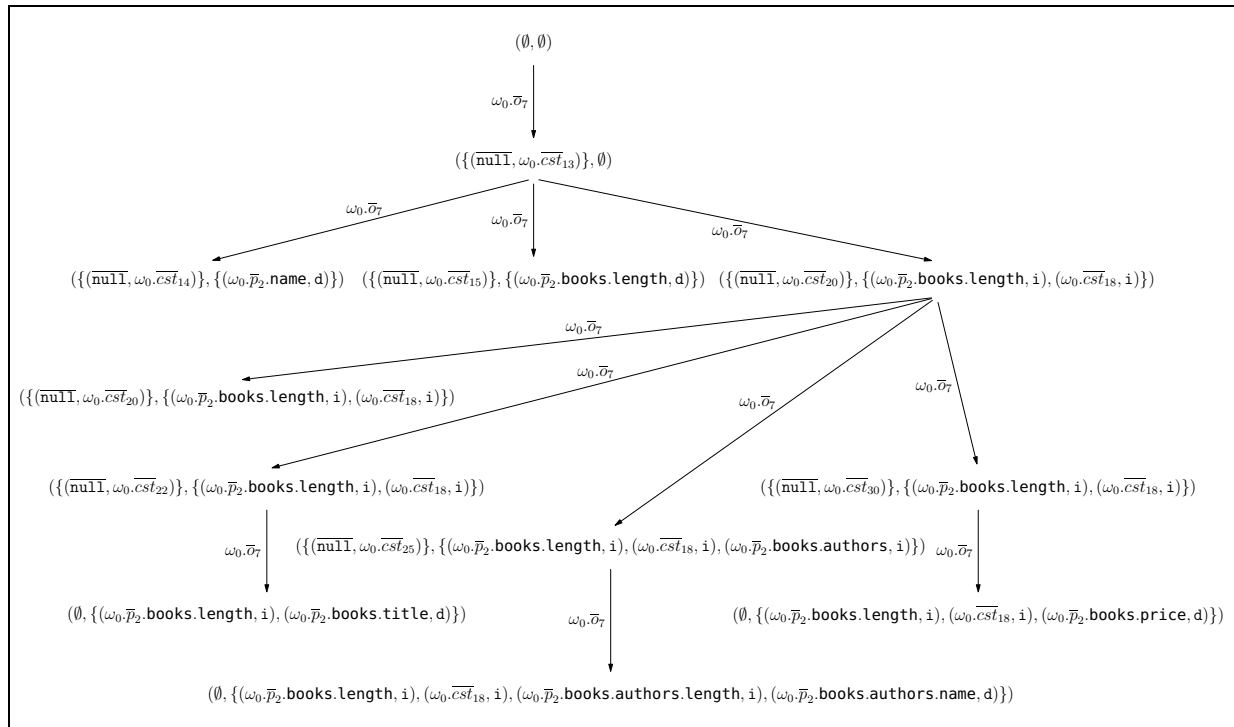 (∅, ∅)
ω₀.o̅₇
({(n̅u̅l̅l̅, ω₀.c̅s̅t̅₁₃)}, ∅)
ω₀.o̅₇ ω₀.o̅₇ ω₀.o̅₇
({(n̅u̅l̅l̅, ω₀.c̅s̅t̅₁₄)}, {(ω₀.p̅₂.name, d)}) ({(n̅u̅l̅l̅, ω₀.c̅s̅t̅₁₅)}, {(ω₀.p̅₂.books.length, d)}) ({(n̅u̅l̅l̅, ω₀.c̅s̅t̅₂₀)}, {(ω₀.p̅₂.books.length, i), (ω₀.c̅s̅t̅₁₈, i)})
ω₀.o̅₇
ω₀.o̅₇ ω₀.o̅₇ ω₀.o̅₇
({(n̅u̅l̅l̅, ω₀.c̅s̅t̅₂₀)}, {(ω₀.p̅₂.books.length, i), (ω₀.c̅s̅t̅₁₈, i)})
({(n̅u̅l̅l̅, ω₀.c̅s̅t̅₂₂)}, {(ω₀.p̅₂.books.length, i), (ω₀.c̅s̅t̅₁₈, i)}) ({(n̅u̅l̅l̅, ω₀.c̅s̅t̅₃₀)}, {(ω₀.p̅₂.books.length, i), (ω₀.c̅s̅t̅₁₈, i)})
ω₀.o̅₇ ({(n̅u̅l̅l̅, ω₀.c̅s̅t̅₂₅)}, {(ω₀.p̅₂.books.length, i), (ω₀.c̅s̅t̅₁₈, i), (ω₀.p̅₂.books.authors, i)}) ω₀.o̅₇
(∅, {(ω₀.p̅₂.books.length, i), (ω₀.p̅₂.books.title, d)}) ω₀.o̅₇ (∅, {(ω₀.p̅₂.books.length, i), (ω₀.c̅s̅t̅₁₈, i), (ω₀.p̅₂.books.price, d)})
(∅, {(ω₀.p̅₂.books.length, i), (ω₀.c̅s̅t̅₁₈, i), (ω₀.p̅₂.books.authors.length, i), (ω₀.p̅₂.books.authors.name, d)})